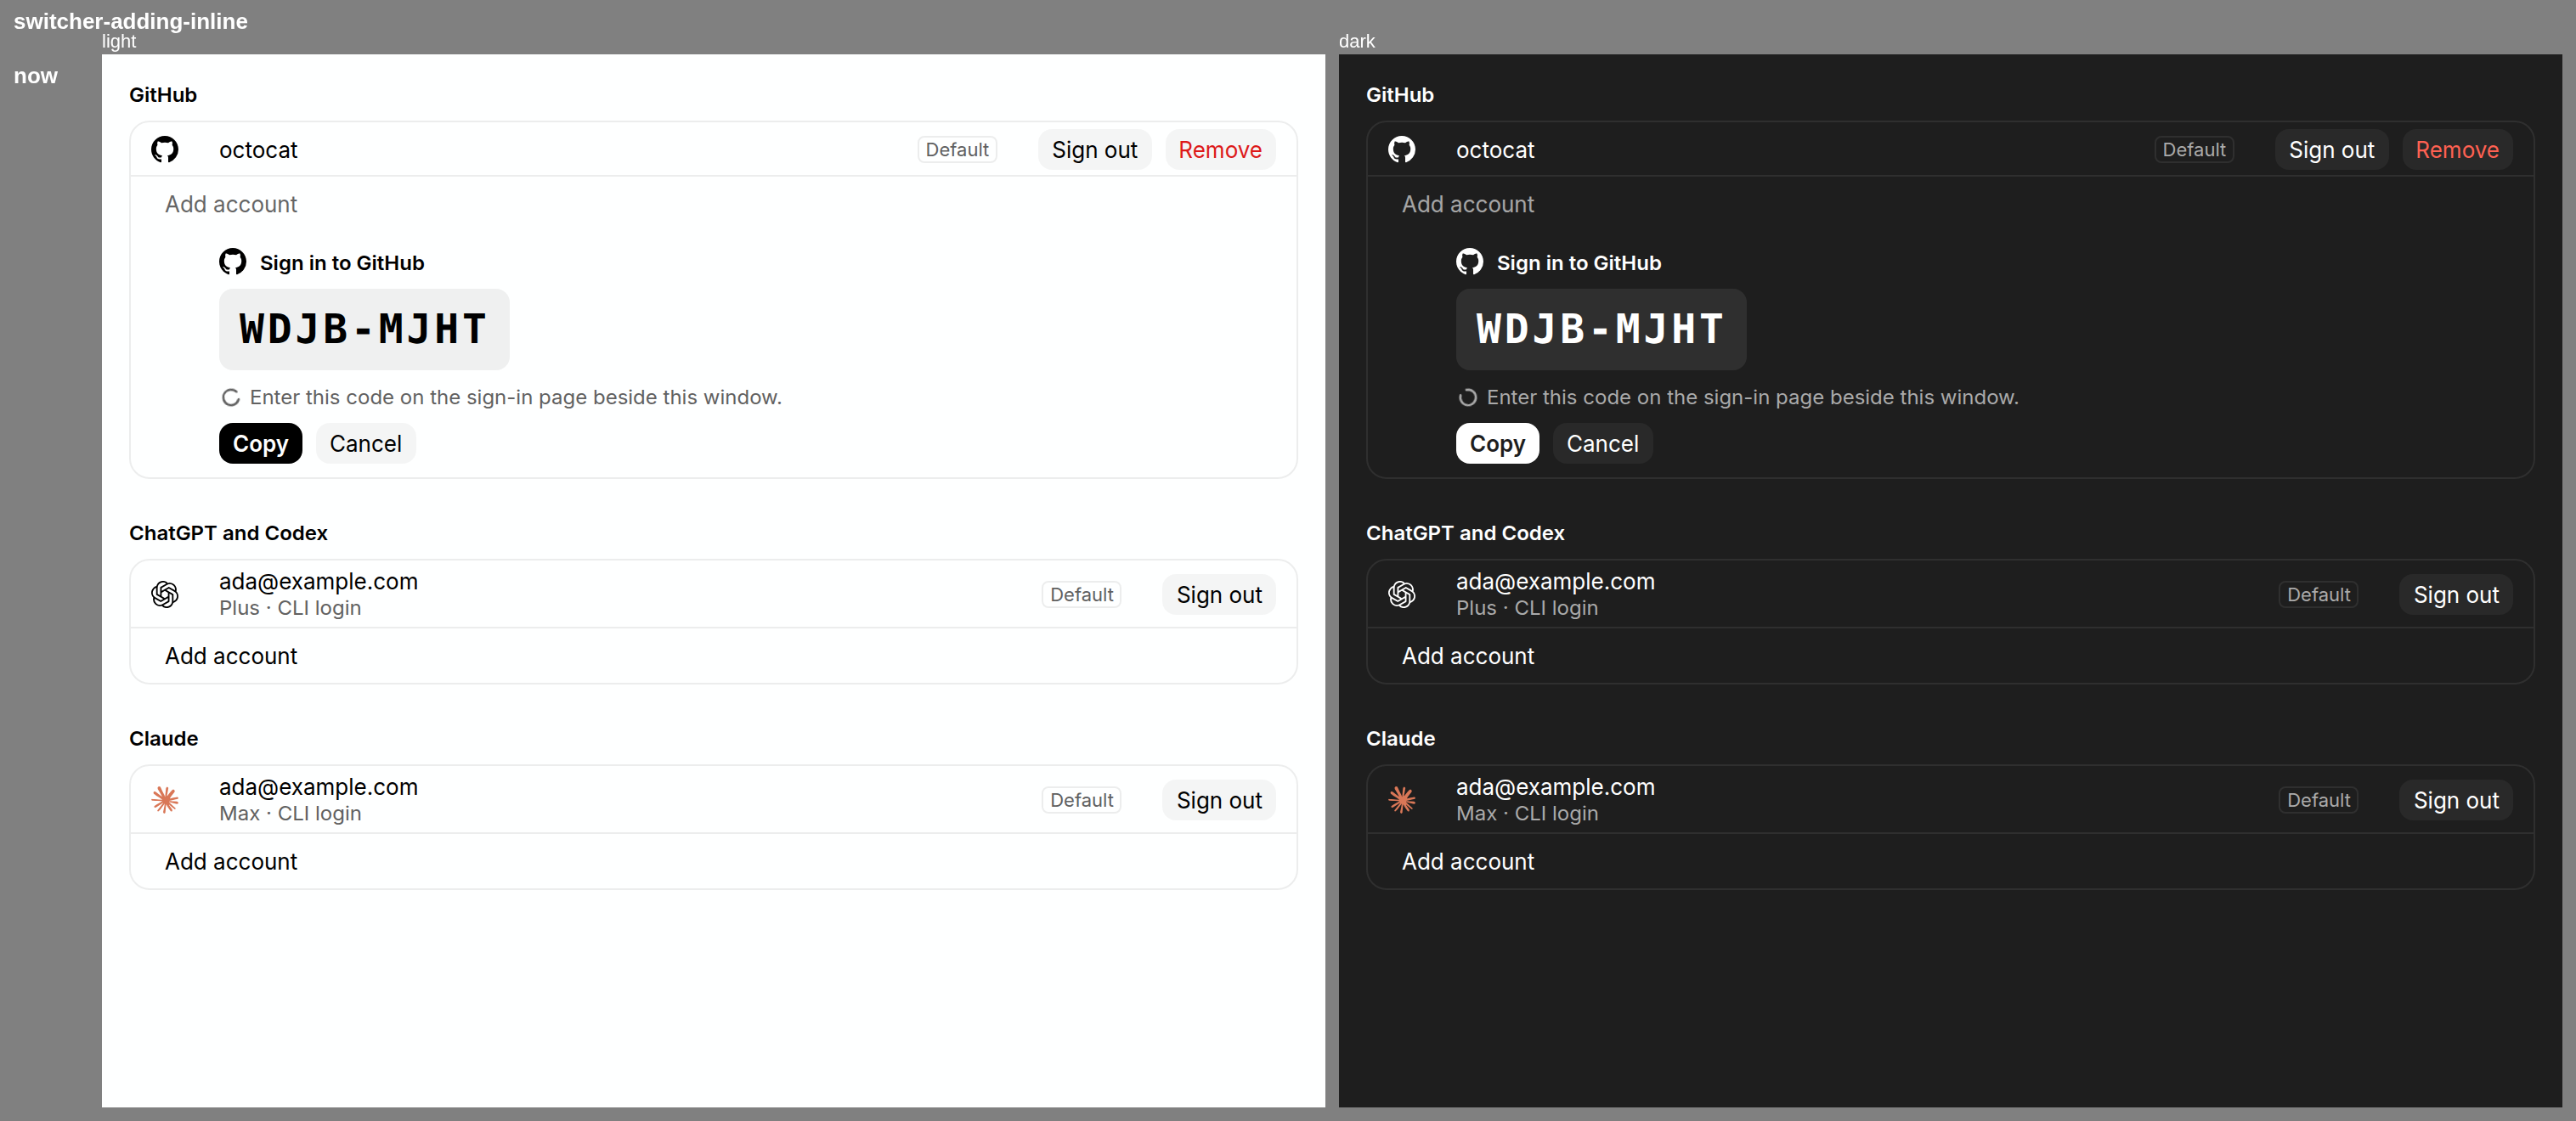 switcher-adding-inline
now
light
GitHub
octocat Default Sign out Remove
Add account
Sign in to GitHub
WDJB-MJHT
Enter this code on the sign-in page beside this window.
Copy Cancel
ChatGPT and Codex
ada@example.com
Plus · CLI login
Default Sign out
Add account
Claude
ada@example.com
Max · CLI login
Default Sign out
Add account
dark
GitHub
octocat Default Sign out Remove
Add account
Sign in to GitHub
WDJB-MJHT
Enter this code on the sign-in page beside this window.
Copy Cancel
ChatGPT and Codex
ada@example.com
Plus · CLI login
Default Sign out
Add account
Claude
ada@example.com
Max · CLI login
Default Sign out
Add account